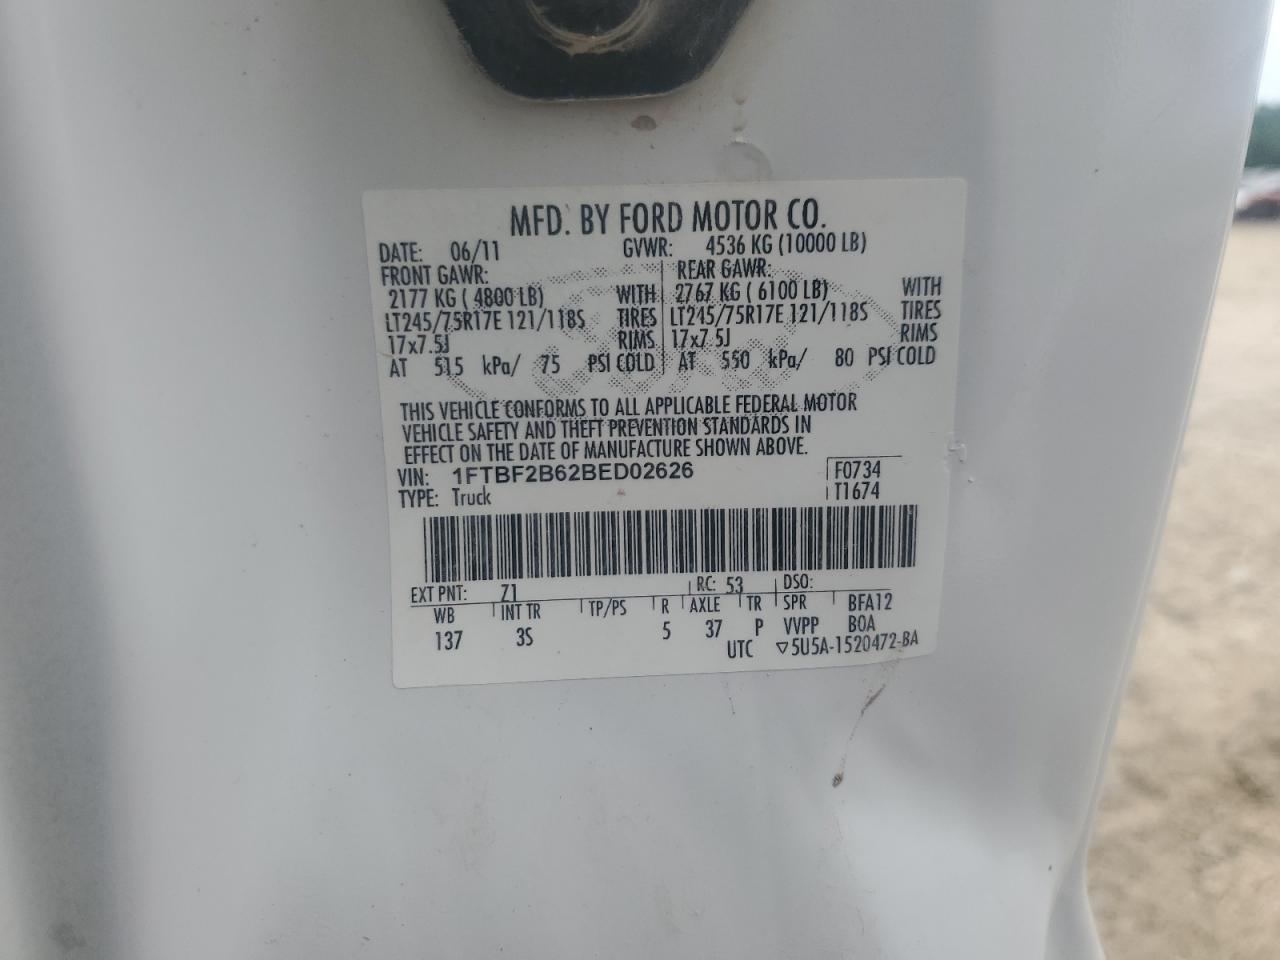 MFD. BY FORD MOTOR CO.
DATE: 06/11 GVWR: 4536 KG (10000 LB)
FRONT GAWR: REAR GAWR:
2177 KG ( 4800 LB) WITH 2767 KG ( 6100 LB) WITH
LT245/75R17E 121/118S TIRES LT245/75R17E 121/118S TIRES
17x7.5J RIMS 17x7.5J RIMS
AT 515 kPa/ 75 PSI COLD AT 550 kPa/ 80 PSI COLD
THIS VEHICLE CONFORMS TO ALL APPLICABLE FEDERAL MOTOR
VEHICLE SAFETY AND THEFT PREVENTION STANDARDS IN
EFFECT ON THE DATE OF MANUFACTURE SHOWN ABOVE.
VIN: 1FTBF2B62BED02626 F0734
TYPE: Truck T1674
EXT PNT: Z1 RC: 53 DSO:
WB INT TR TP/PS R AXLE TR SPR BFA12
137 3S 5 37 P VVPP BOA
UTC ▽5U5A-1520472-BA